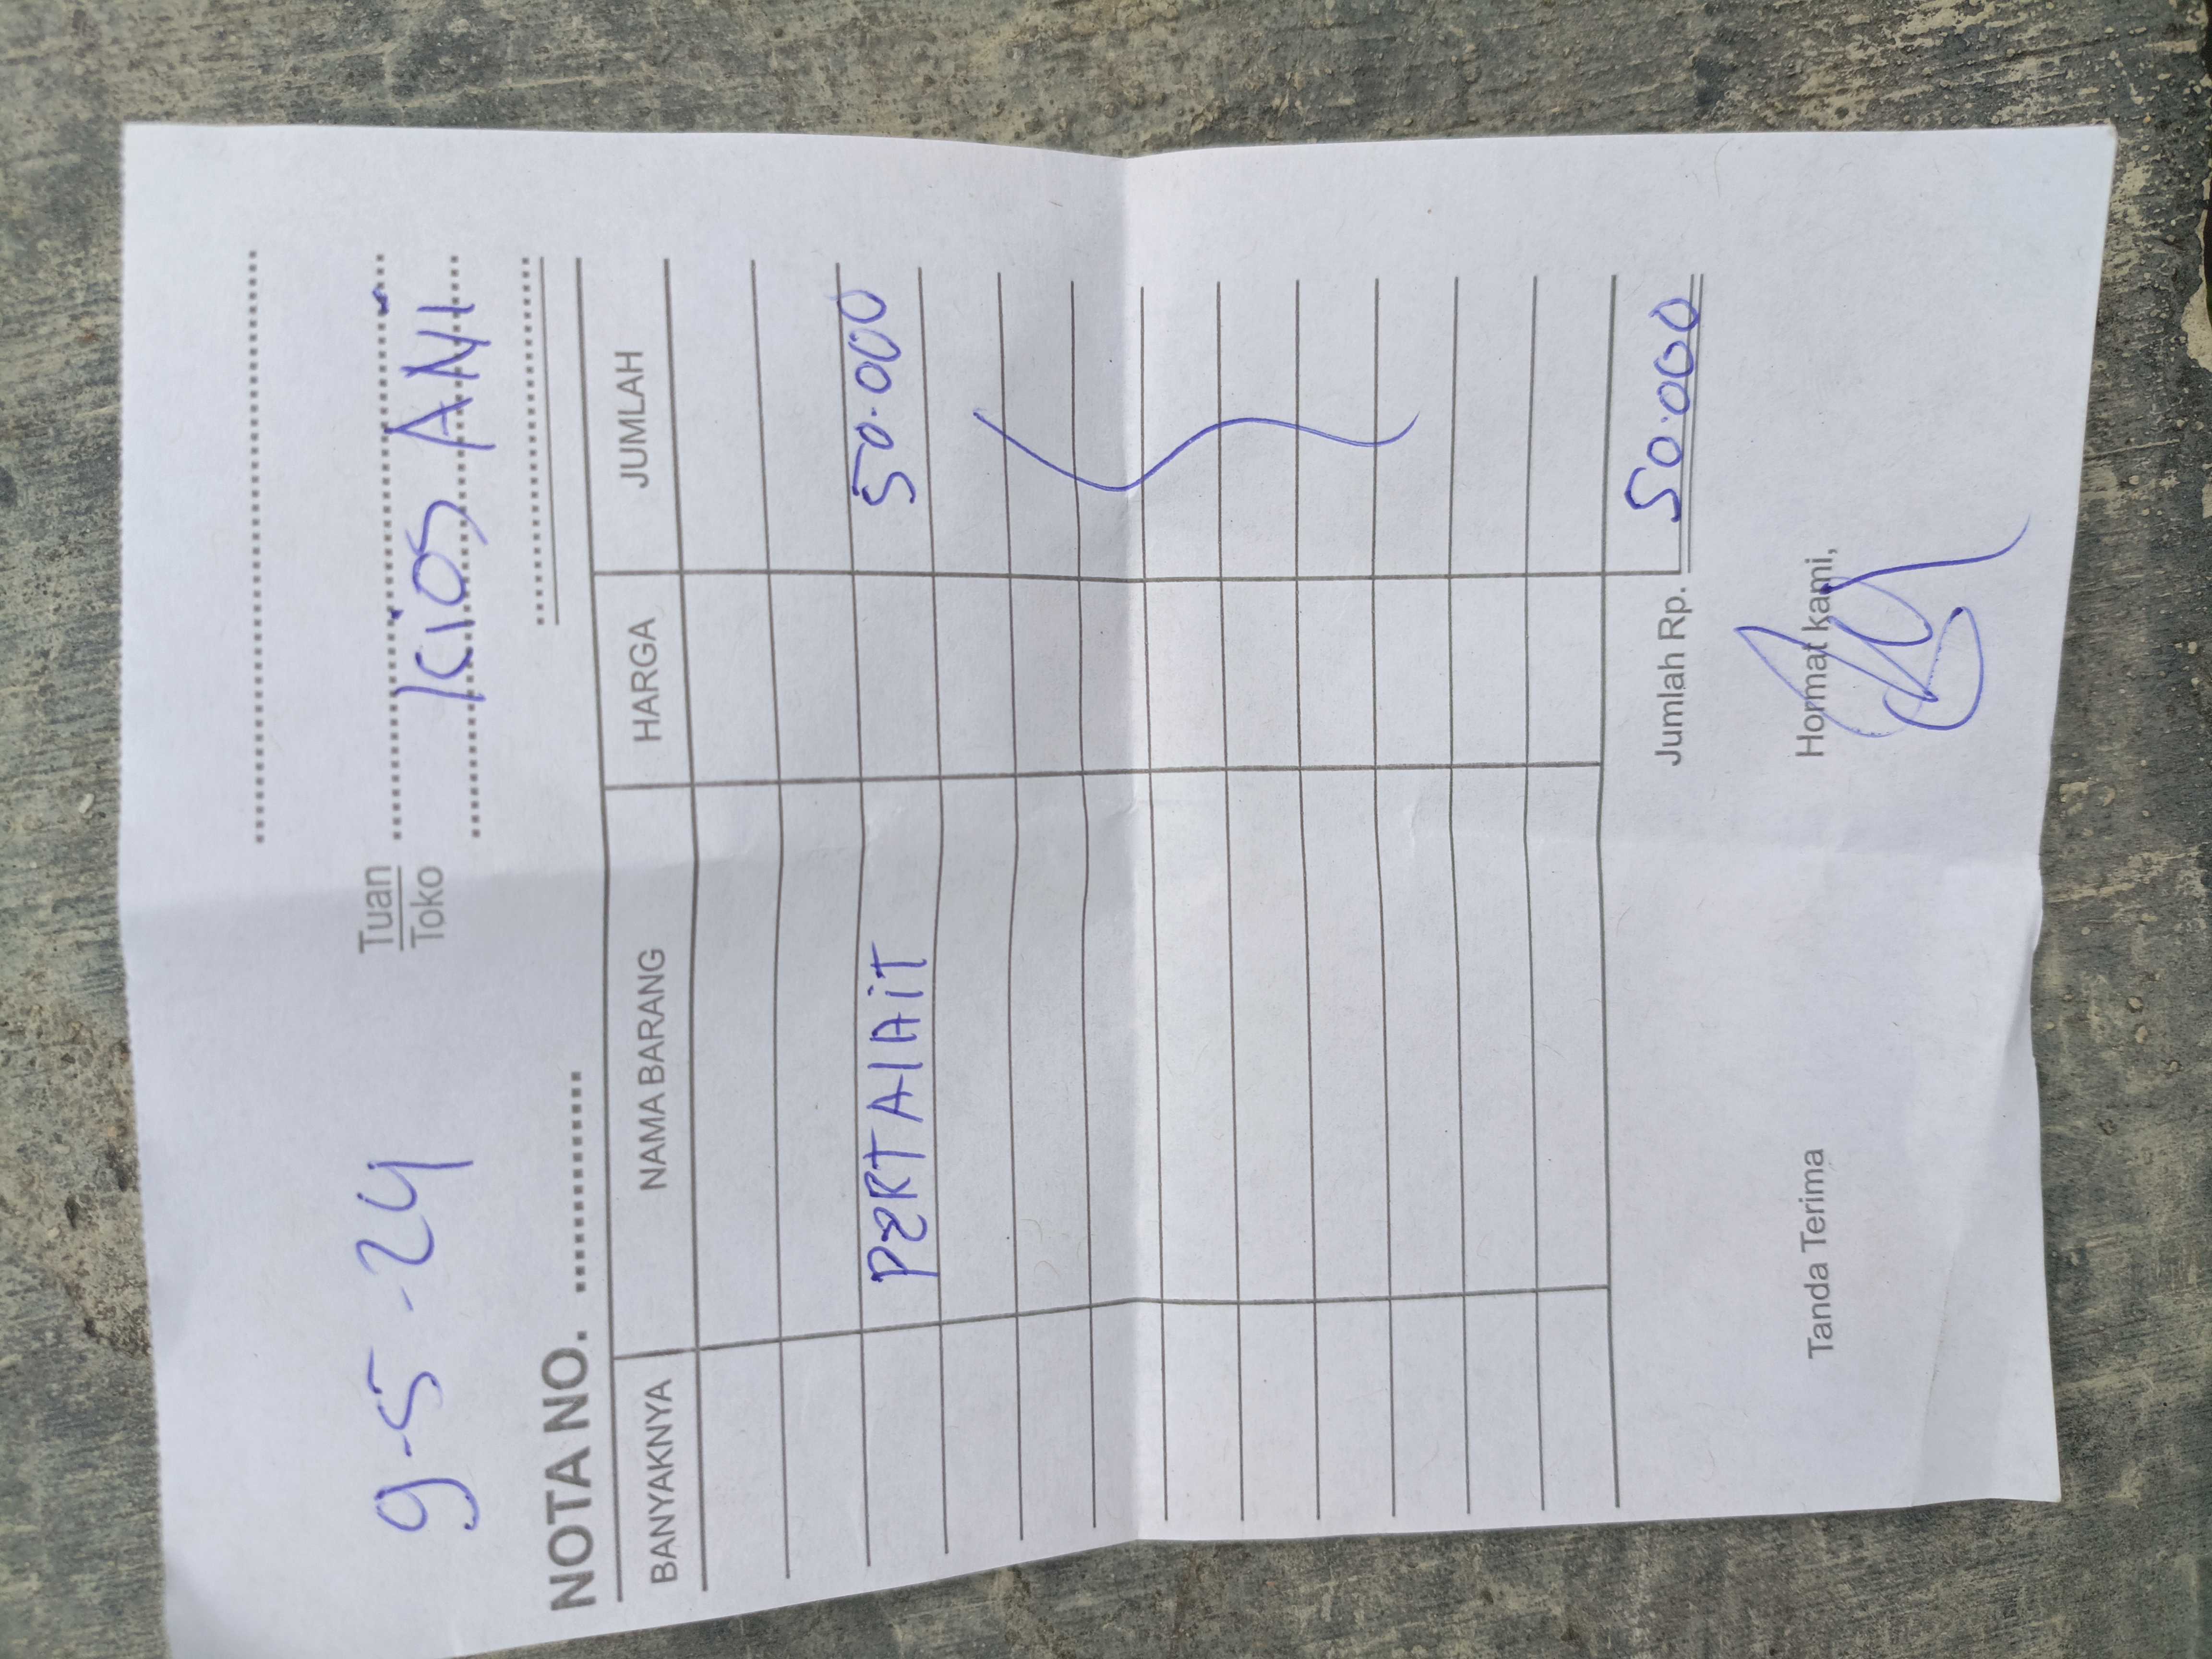 9-5-24
Tuan
Toko
Kios ANI
NOTA NO.
BANYAKNYA NAMA BARANG HARGA JUMLAH
PERTALAIT 50.000
Jumlah Rp. 50.000
Tanda Terima Hormat kami,